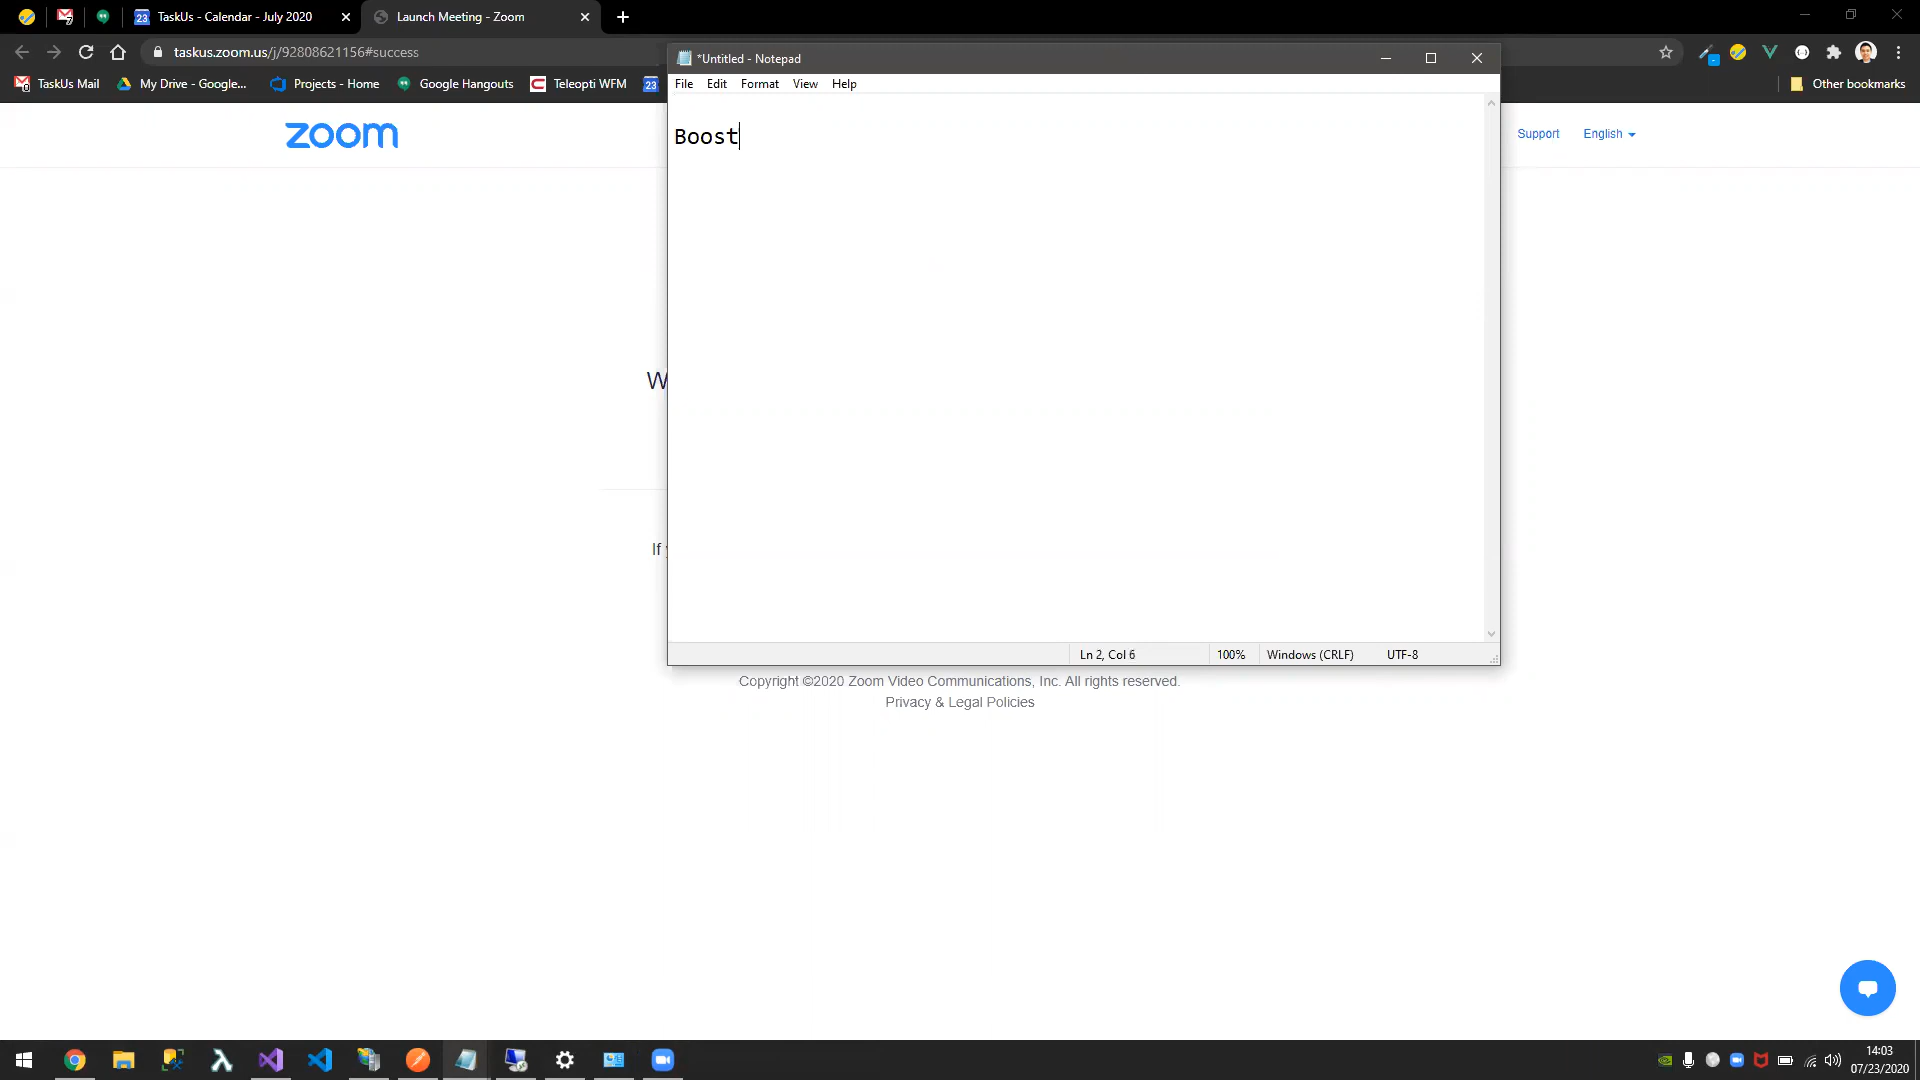 TaskUs - Calendar - July 2020
Launch Meeting - Zoom
taskus.zoom.us/j/92808621156#success
TaskUs Mail
My Drive - Google...
Projects - Home
Google Hangouts
Teleopti WFM
23
Other bookmarks
*Untitled - Notepad
File Edit Format View Help
Boost
zoom
Support
English
W
If
Ln 2, Col 6
100%
Windows (CRLF)
UTF-8
Copyright ©2020 Zoom Video Communications, Inc. All rights reserved.
Privacy & Legal Policies
14:03
07/23/2020